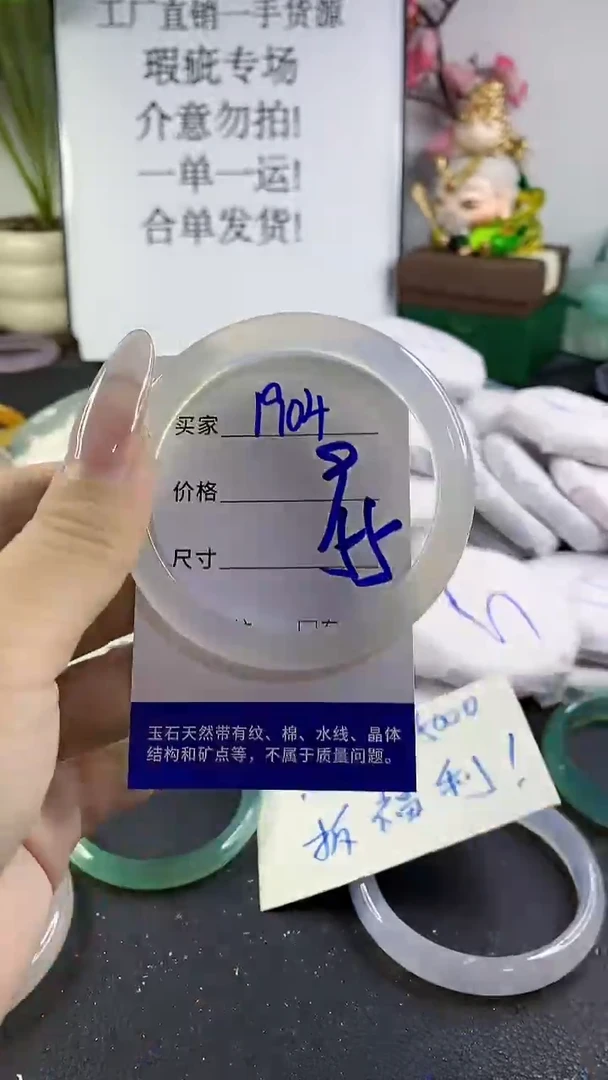 工厂直销一手货源
瑕疵专场
介意勿拍!
一单一运!
合单发货!
买家 1904
价格
尺寸
玉石天然带有纹、棉、水线、晶体
结构和矿点等，不属于质量问题。
拆福利!